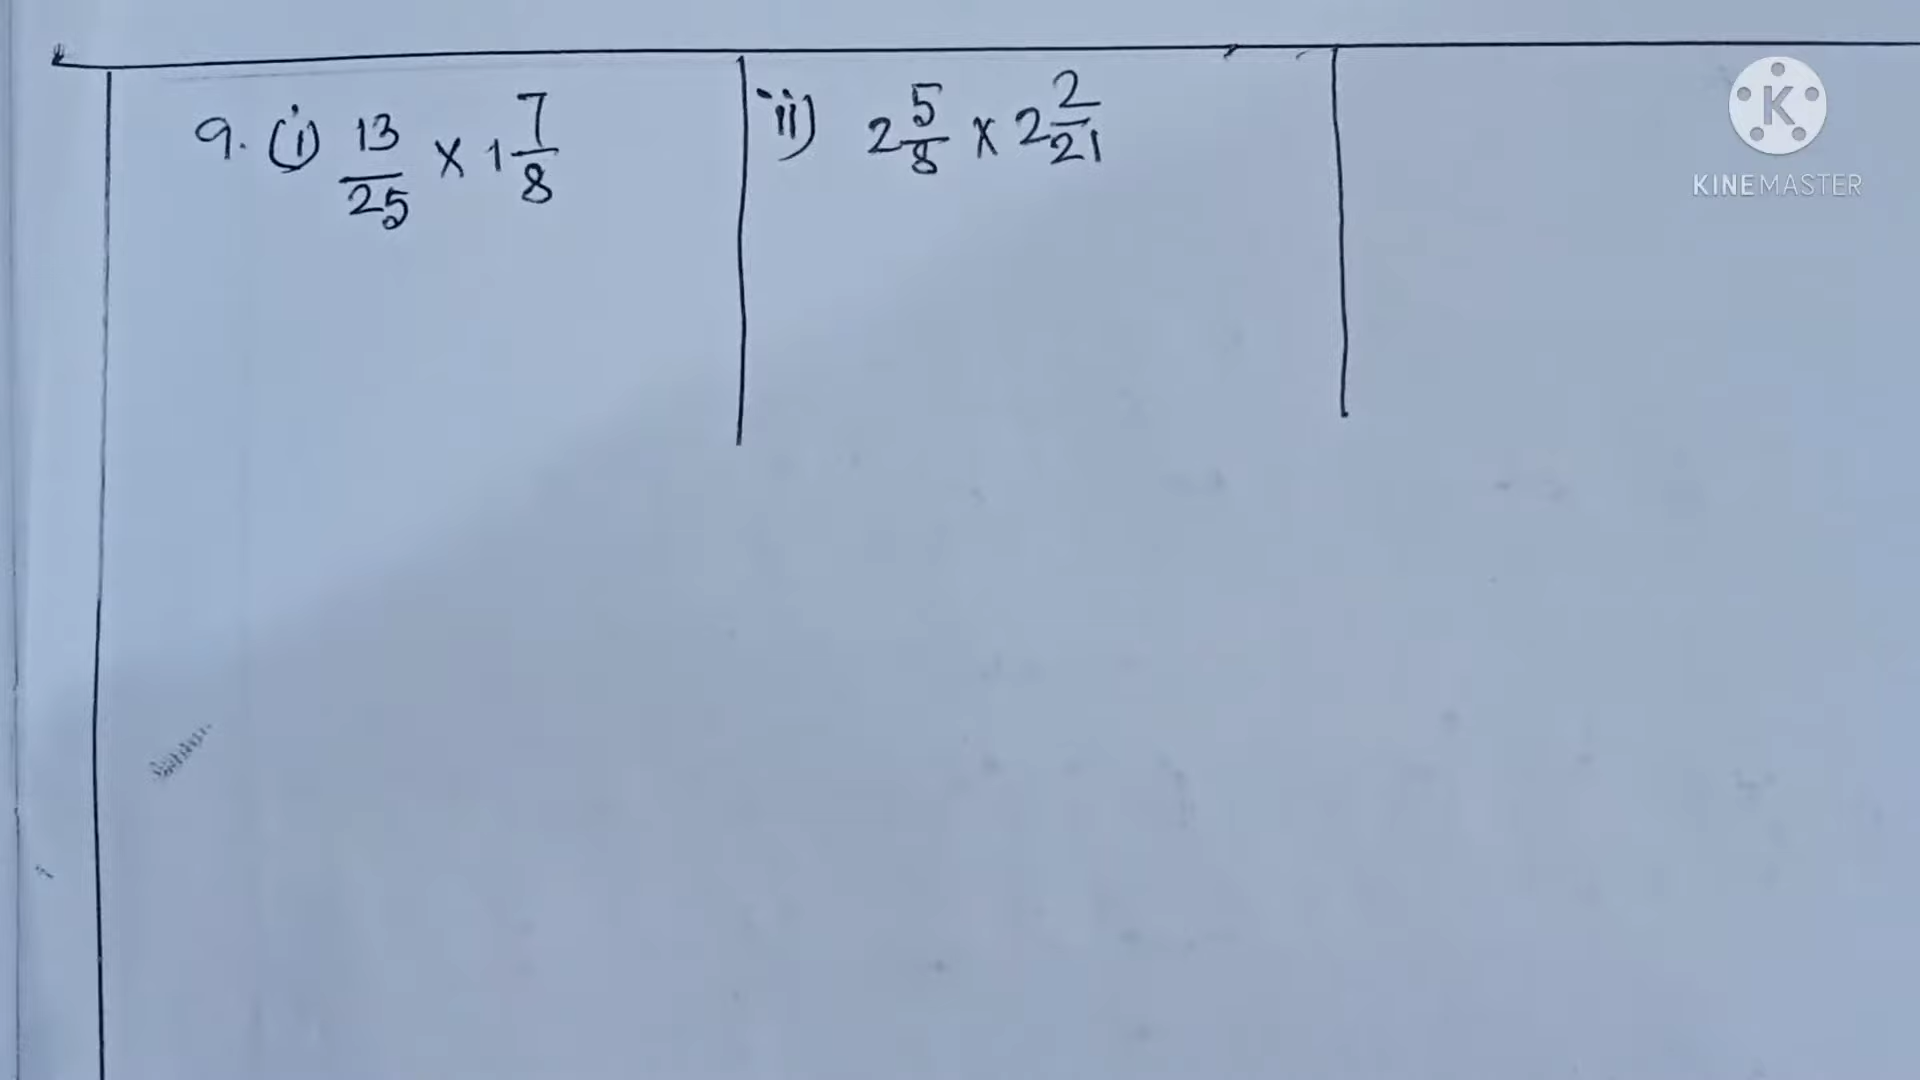 9. (i) 13/25 x 1 7/8
ii) 2 5/8 x 2 2/21
K
KINEMASTER